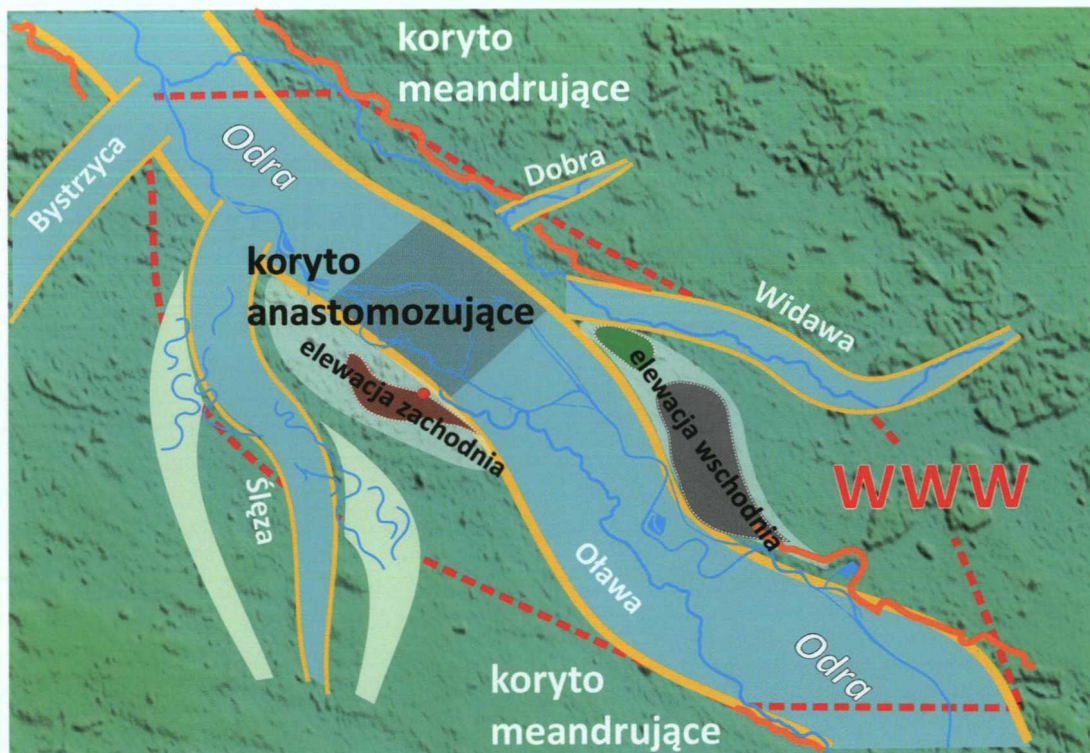 koryto
meandrujące
Odra
Bystrzyca
Dobra
koryto
anastomozujące
Widawa
elewacja zachodnia
elewacja wschodnia
WWW
Ślęza
Oława
Odra
koryto
meandrujące